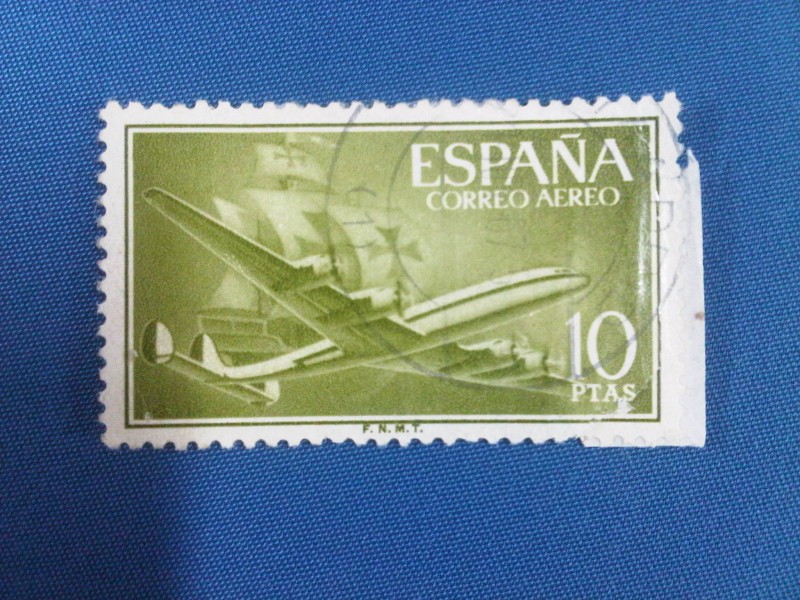 ESPAÑA
CORREO AEREO
10
PTAS
F. N. M. T.